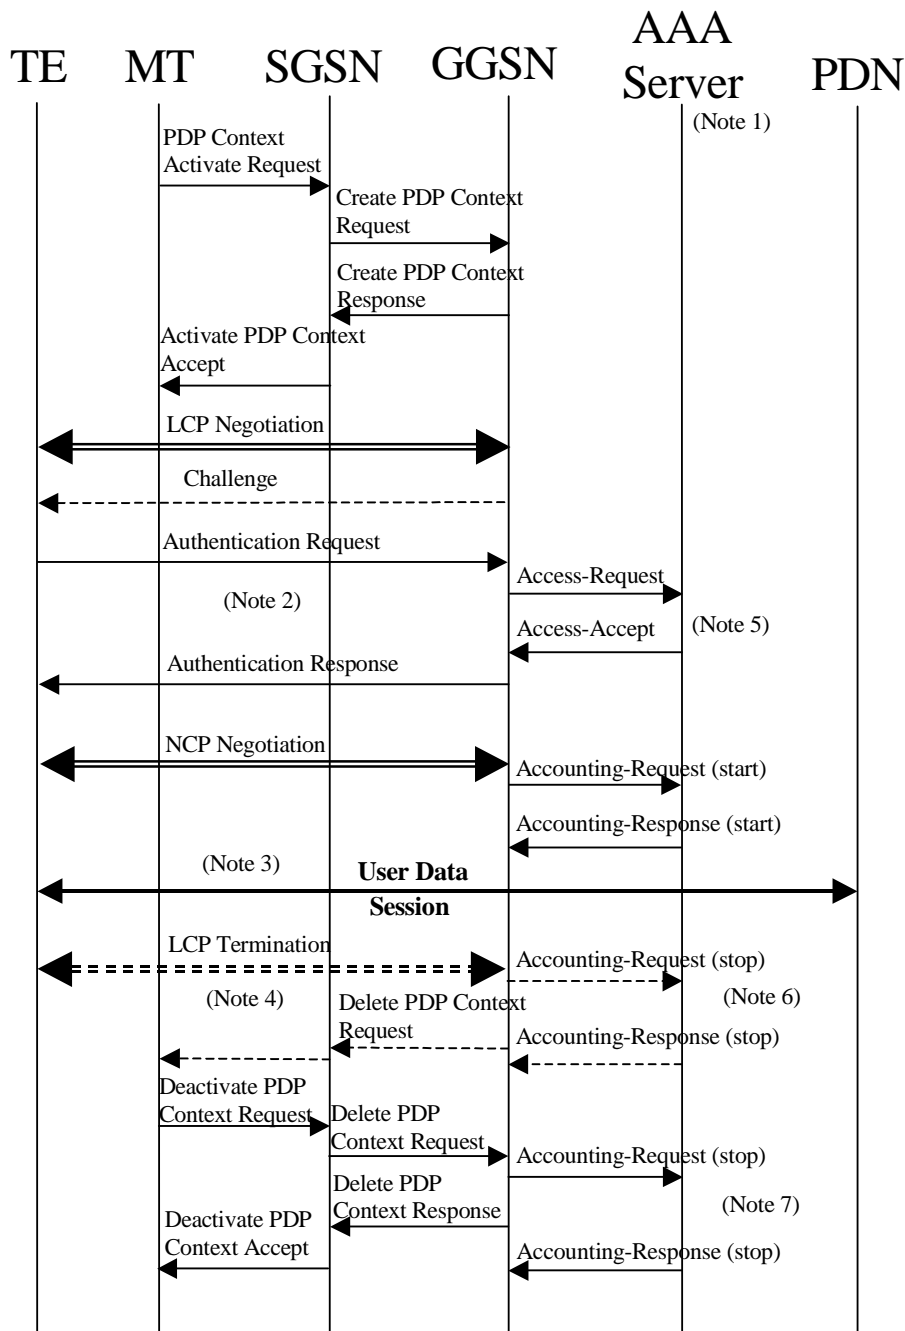 TE
MT
SGSN
GGSN
AAA
Server
PDN
(Note 1)
PDP Context
Activate Request
Create PDP Context
Request
Create PDP Context
Response
Activate PDP Context
Accept
LCP Negotiation
Challenge
Authentication Request
Access-Request
(Note 2)
Access-Accept
(Note 5)
Authentication Response
NCP Negotiation
Accounting-Request (start)
Accounting-Response (start)
(Note 3)
User Data
Session
LCP Termination
Accounting-Request (stop)
(Note 4)
(Note 6)
Delete PDP Context
Request
Accounting-Response (stop)
Deactivate PDP
Context Request
Delete PDP
Context Request
Accounting-Request (stop)
Delete PDP
Context Response
(Note 7)
Deactivate PDP
Context Accept
Accounting-Response (stop)